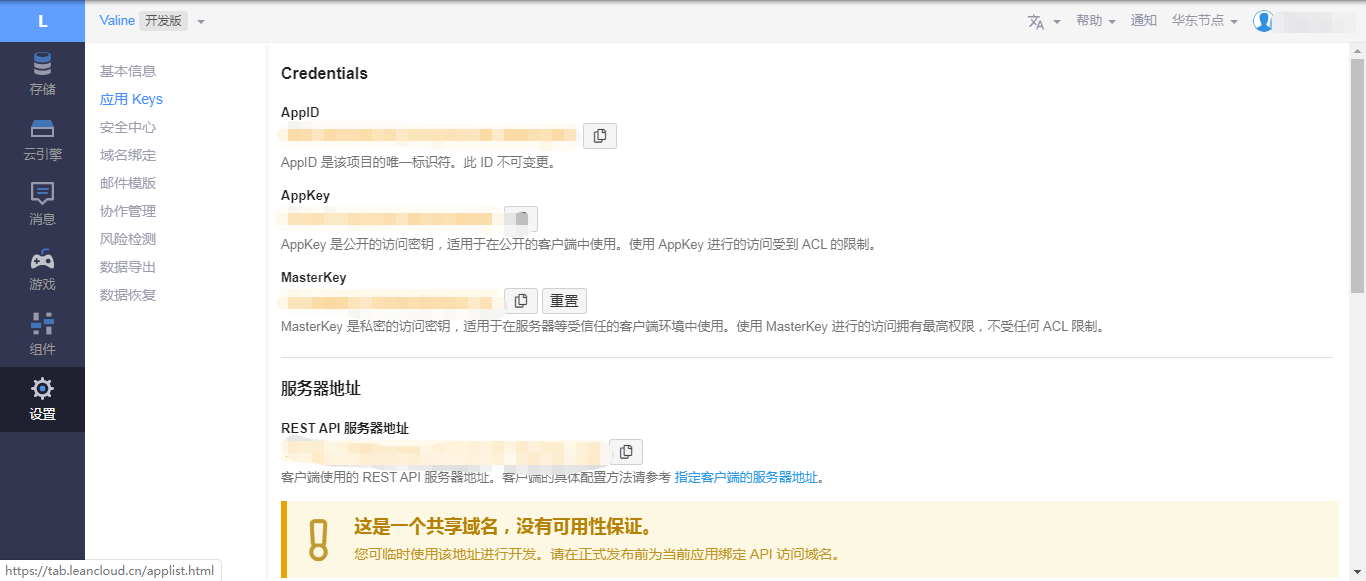 L
Valine 开发版
帮助 通知 华东节点
存储
云引擎
消息
游戏
组件
设置
基本信息
应用 Keys
安全中心
域名绑定
邮件模版
协作管理
风险检测
数据导出
数据恢复
Credentials
AppID
AppID 是该项目的唯一标识符。此 ID 不可变更。
AppKey
AppKey 是公开的访问密钥，适用于在公开的客户端中使用。使用 AppKey 进行的访问受到 ACL 的限制。
MasterKey
重置
MasterKey 是私密的访问密钥，适用于在服务器等受信任的客户端环境中使用。使用 MasterKey 进行的访问拥有最高权限，不受任何 ACL 限制。
服务器地址
REST API 服务器地址
客户端使用的 REST API 服务器地址。客户端的具体配置方法请参考 指定客户端的服务器地址。
这是一个共享域名，没有可用性保证。
您可临时使用该地址进行开发。请在正式发布前为当前应用绑定 API 访问域名。
https://tab.leancloud.cn/applist.html